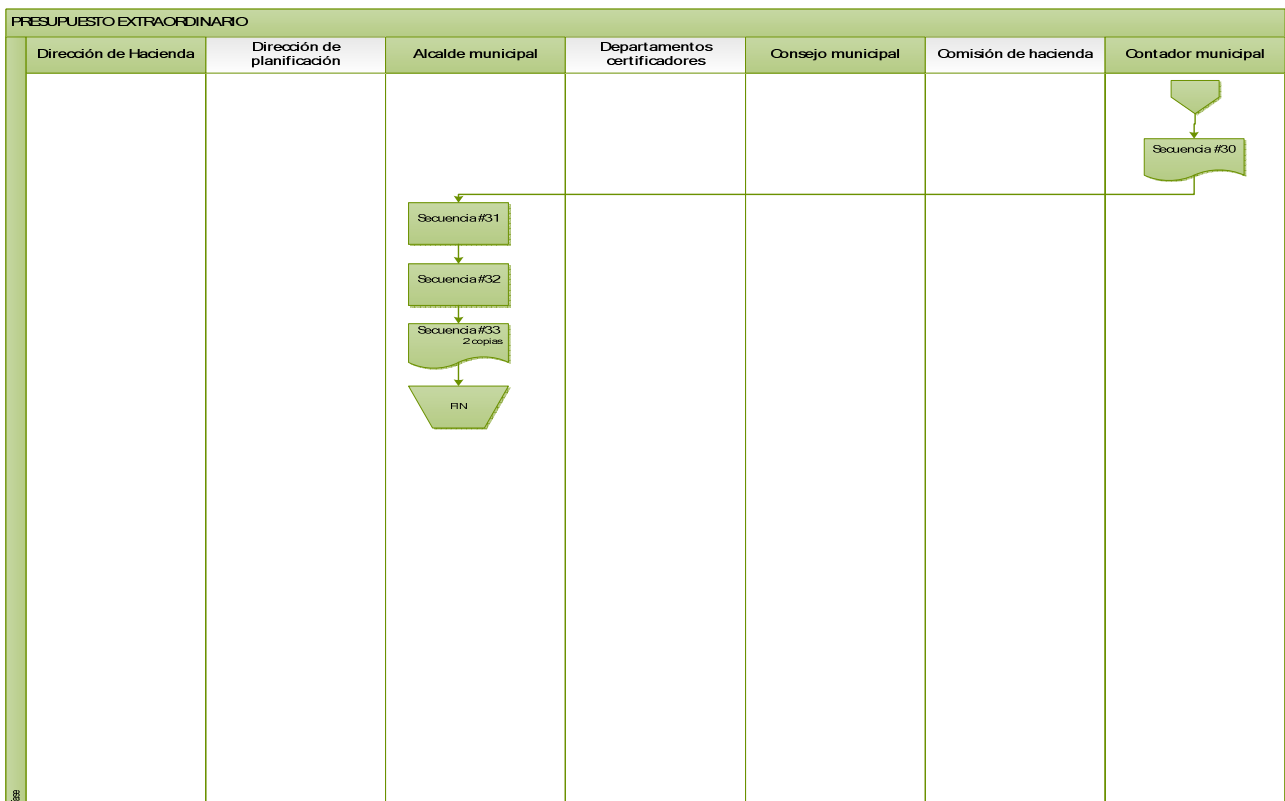 PRESUPUESTO EXTRAORDINARIO
Dirección de Hacienda
Dirección de
planificación
Alcalde municipal
Departamentos
certificadores
Consejo municipal
Comisión de hacienda
Contador municipal
Secuencia #30
Secuencia #31
Secuencia #32
Secuencia #33
2 copias
FIN